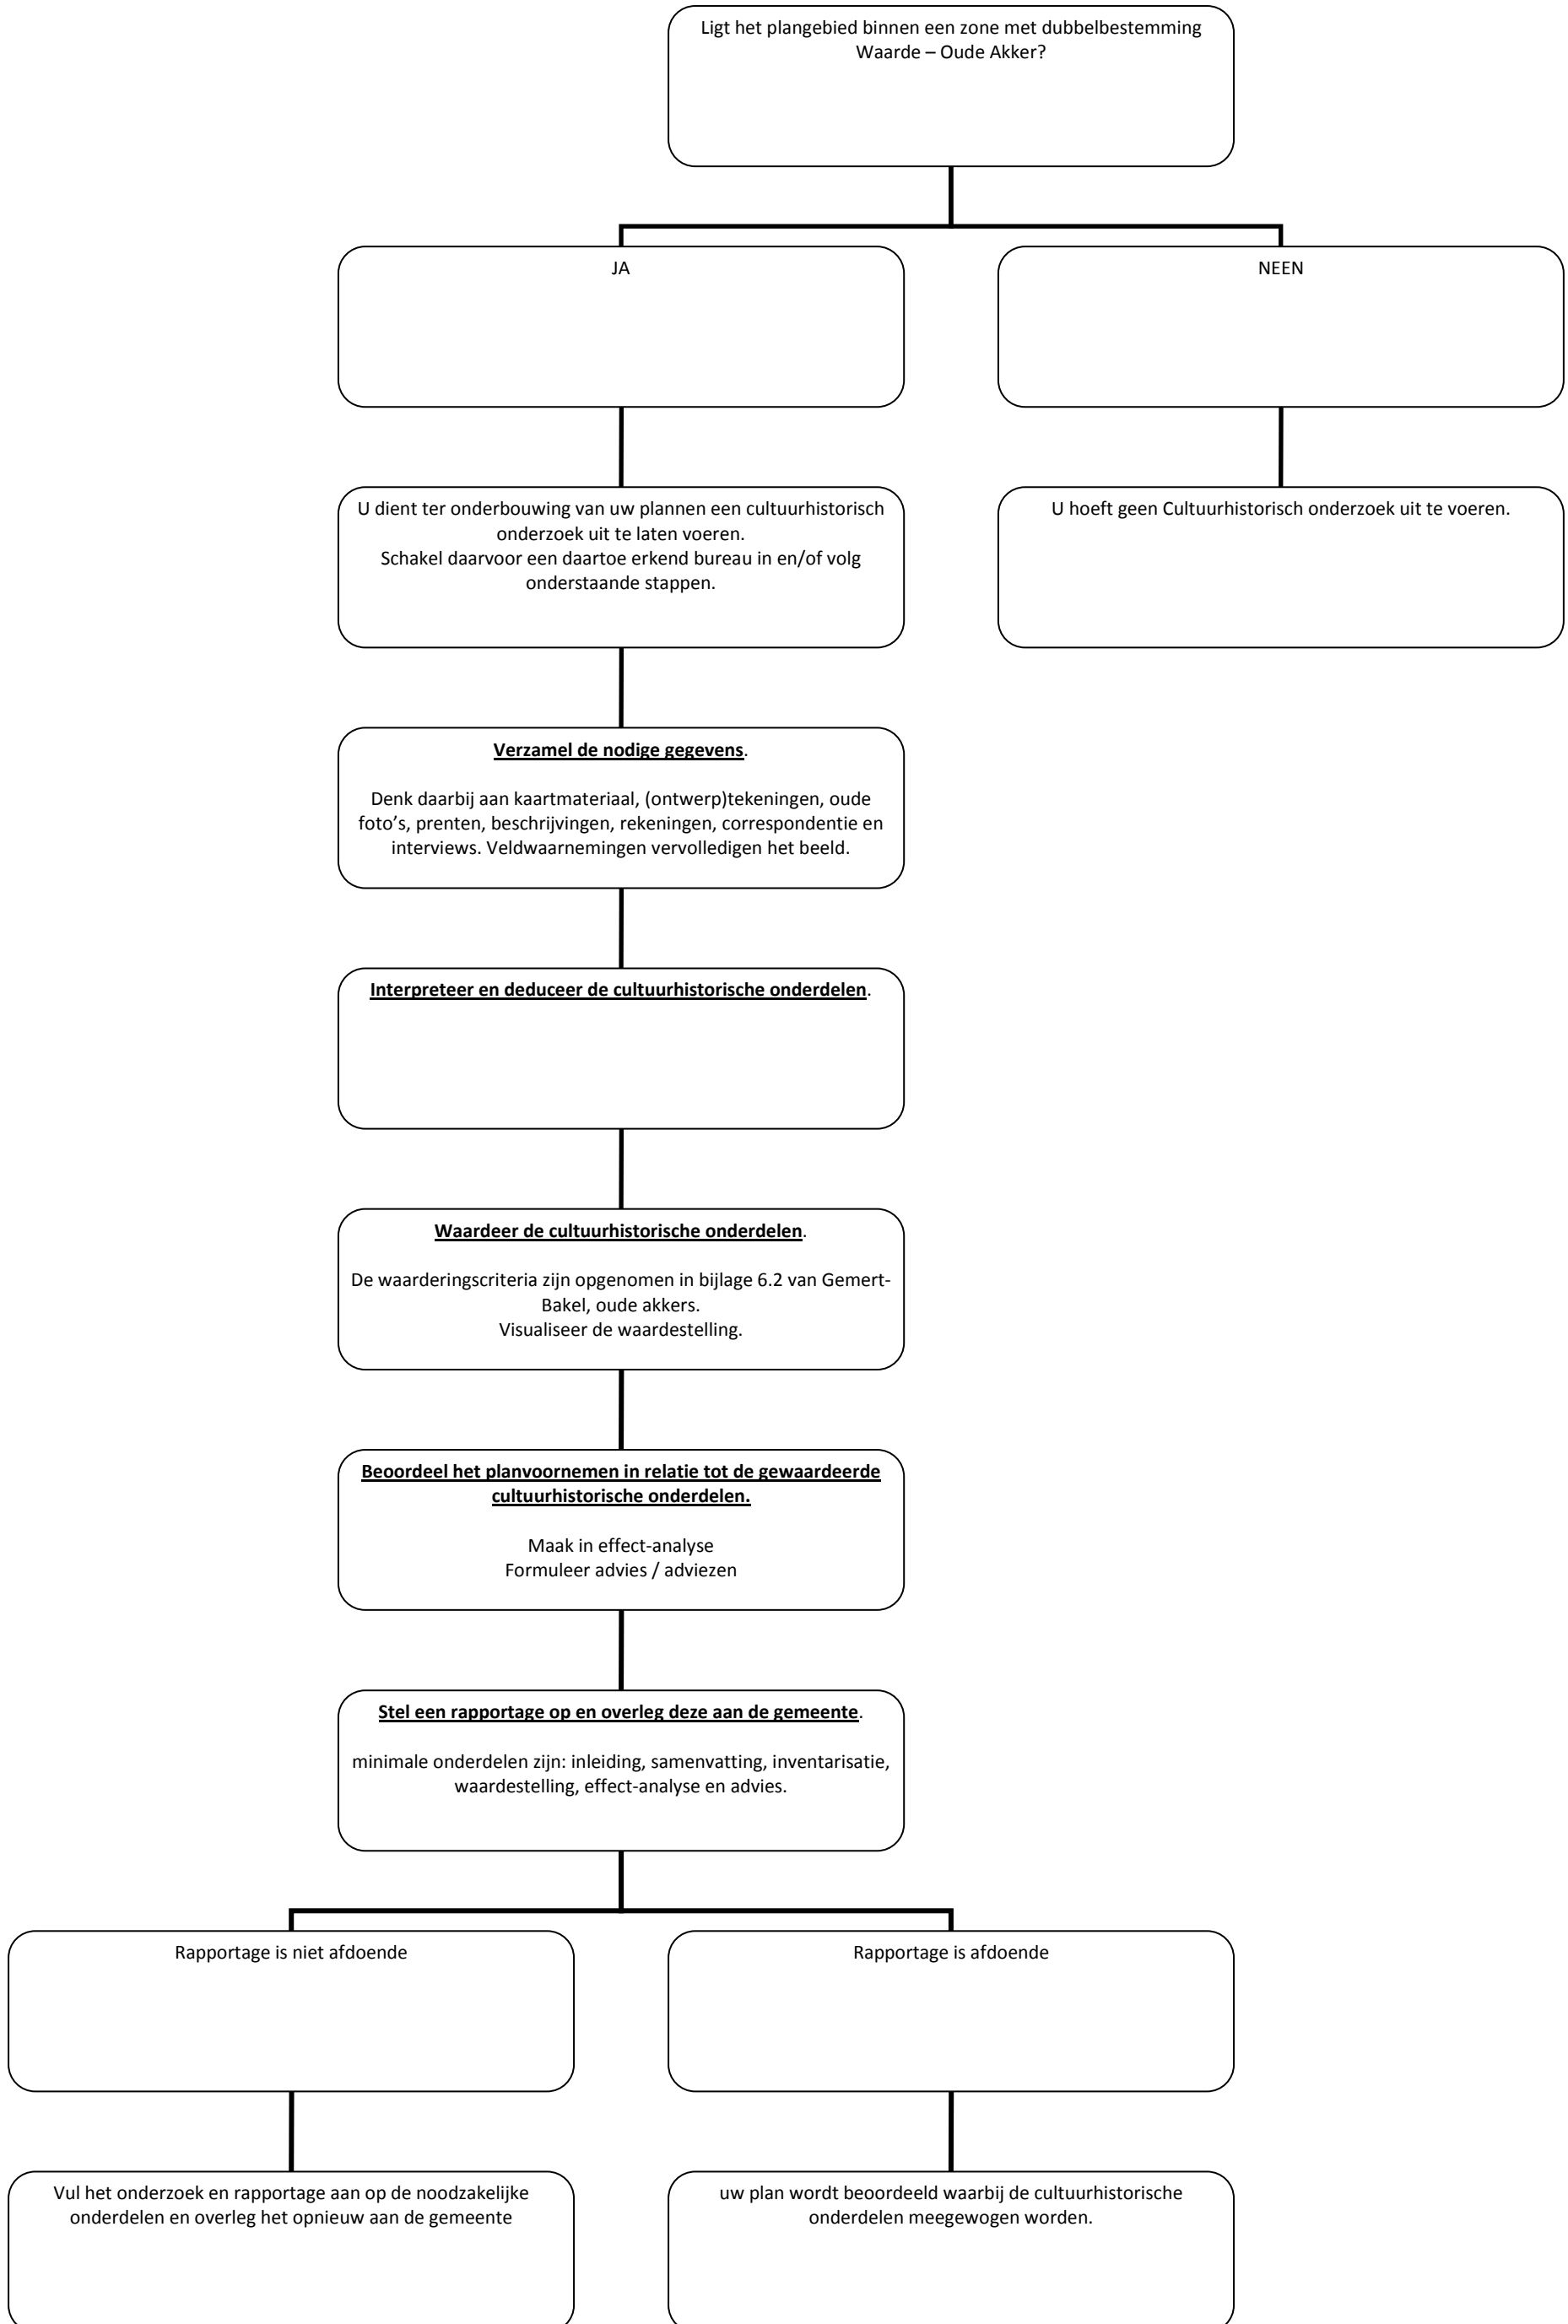 Ligt het plangebied binnen een zone met dubbelbestemming
Waarde – Oude Akker?
JA
NEEN
U dient ter onderbouwing van uw plannen een cultuurhistorisch
onderzoek uit te laten voeren.
Schakel daarvoor een daartoe erkend bureau in en/of volg
onderstaande stappen.
U hoeft geen Cultuurhistorisch onderzoek uit te voeren.
Verzamel de nodige gegevens.
Denk daarbij aan kaartmateriaal, (ontwerp)tekeningen, oude
foto’s, prenten, beschrijvingen, rekeningen, correspondentie en
interviews. Veldwaarnemingen vervolledigen het beeld.
Interpreteer en deduceer de cultuurhistorische onderdelen.
Waardeer de cultuurhistorische onderdelen.
De waarderingscriteria zijn opgenomen in bijlage 6.2 van Gemert-
Bakel, oude akkers.
Visualiseer de waardestelling.
Beoordeel het planvoornemen in relatie tot de gewaardeerde
cultuurhistorische onderdelen.
Maak in effect-analyse
Formuleer advies / adviezen
Stel een rapportage op en overleg deze aan de gemeente.
minimale onderdelen zijn: inleiding, samenvatting, inventarisatie,
waardestelling, effect-analyse en advies.
Rapportage is niet afdoende
Rapportage is afdoende
Vul het onderzoek en rapportage aan op de noodzakelijke
onderdelen en overleg het opnieuw aan de gemeente
uw plan wordt beoordeeld waarbij de cultuurhistorische
onderdelen meegewogen worden.